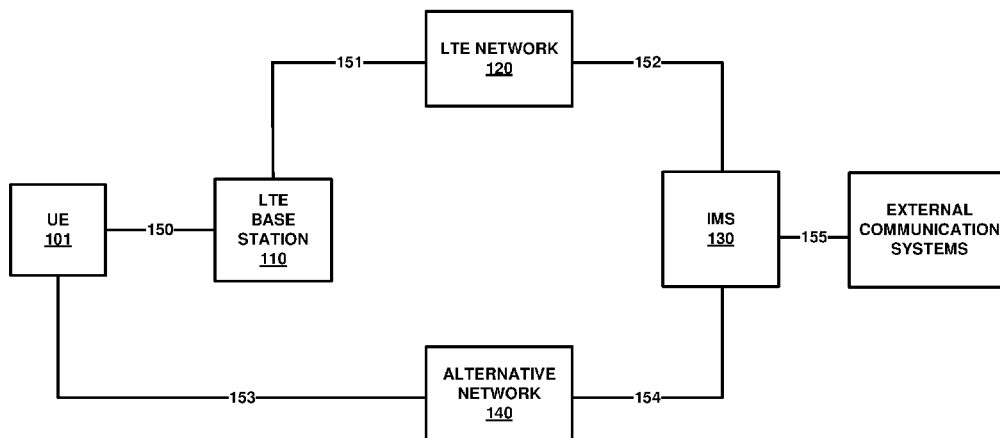 LTE NETWORK
120
151
152
UE
101
150
LTE
BASE
STATION
110
IMS
130
155
EXTERNAL
COMMUNICATION
SYSTEMS
153
ALTERNATIVE
NETWORK
140
154